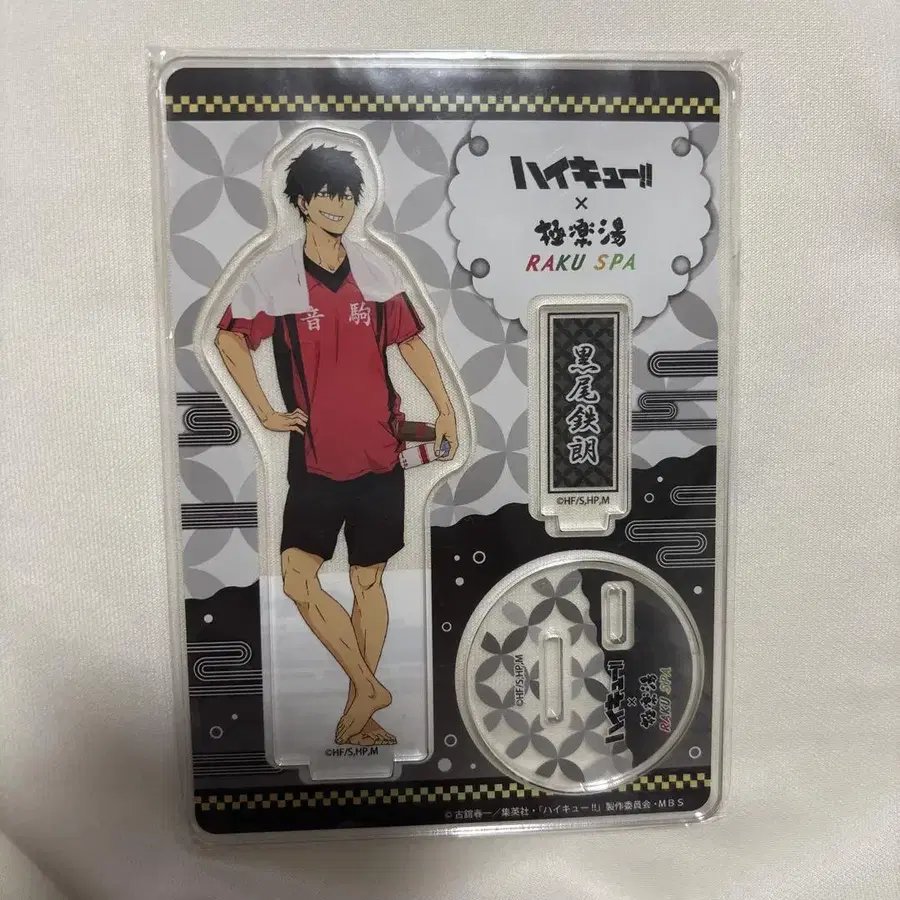 ハイキュー!!
×
極楽湯
RAKU SPA
音駒
黒尾鉄朗
©HF/S,HP,M
©HF/S,HP,M
ハイキュー!!
×
極楽湯
RAKU SPA
©HF/S,HP,M
© 古舘春一／集英社・「ハイキュー!!」製作委員会・MBS